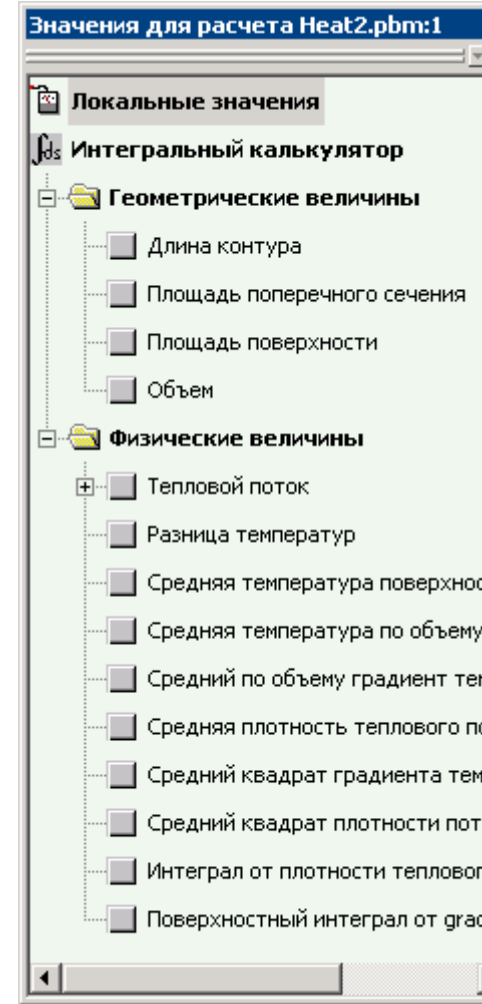 Значения для расчета Heat2.pbm:1
Локальные значения
∫ds Интегральный калькулятор
Геометрические величины
Длина контура
Площадь поперечного сечения
Площадь поверхности
Объем
Физические величины
Тепловой поток
Разница температур
Средняя температура поверхнос
Средняя температура по объему
Средний по объему градиент тем
Средняя плотность теплового по
Средний квадрат градиента тем
Средний квадрат плотности пот
Интеграл от плотности тепловог
Поверхностный интеграл от grad